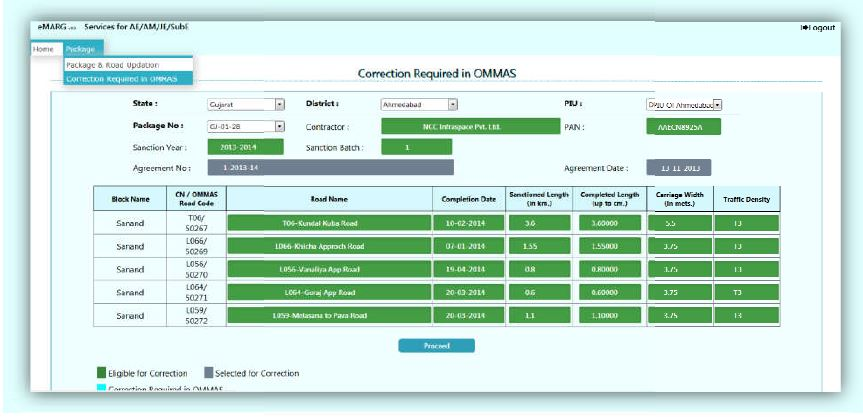 eMARG Services for AE/AM/JE/SubE
Logout
Home Package
Package & Road Updation
Correction Required in OMMAS
Correction Required in OMMAS
State : Gujarat District : Ahmedabad PIU : DPIU Of Ahmedabad
Package No : GJ-01-28 Contractor : NCC Infraspace Pvt. Ltd. PAN : AAECN8925A
Sanction Year : 2013-2014 Sanction Batch : 1
Agreement No : 1-2013-14 Agreement Date : 13-11-2013
Block Name CN / OMMAS Road Code Road Name Completion Date Sanctioned Length (in km.) Completed Length (up to cm.) Carriage Width (In mets.) Traffic Density
Sanand T06/ 50267 T06-Kundal Kuba Road 10-02-2014 3.6 3.60000 5.5 T3
Sanand L066/ 50269 L066-Khicha Approch Road 07-01-2014 1.55 1.55000 3.75 T3
Sanand L056/ 50270 L056-Vanaliya App Road 19-04-2014 0.8 0.80000 3.75 T3
Sanand L064/ 50271 L064-Goraj App Road 20-03-2014 0.6 0.60000 3.75 T3
Sanand L059/ 50272 L059-Melasana to Pava Road 20-03-2014 1.1 1.10000 3.75 T3
Proceed
Eligible for Correction Selected for Correction
Correction Required in OMMAS